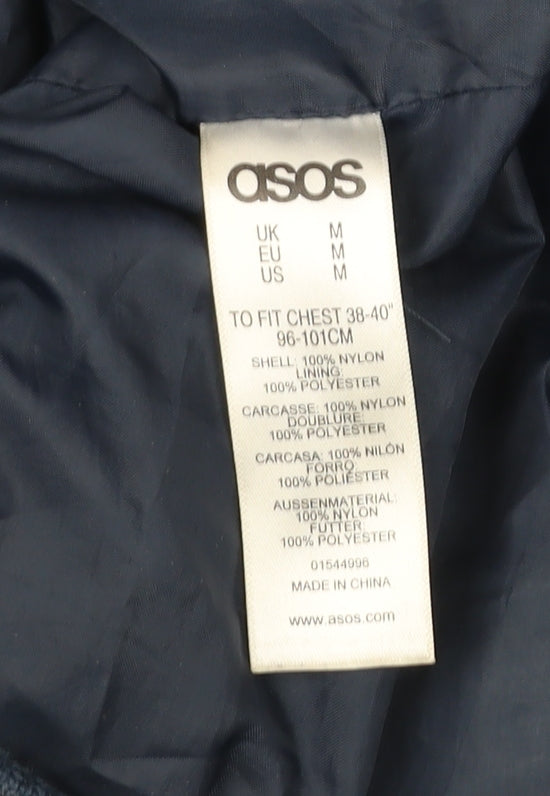 asos
UK M
EU M
US M
TO FIT CHEST 38-40"
96-101CM
SHELL: 100% NYLON
LINING:
100% POLYESTER
CARCASSE: 100% NYLON
DOUBLURE:
100% POLYESTER
CARCASA: 100% NILÓN
FORRO:
100% POLIÉSTER
AUSSENMATERIAL:
100% NYLON
FUTTER:
100% POLYESTER
01544996
MADE IN CHINA
www.asos.com